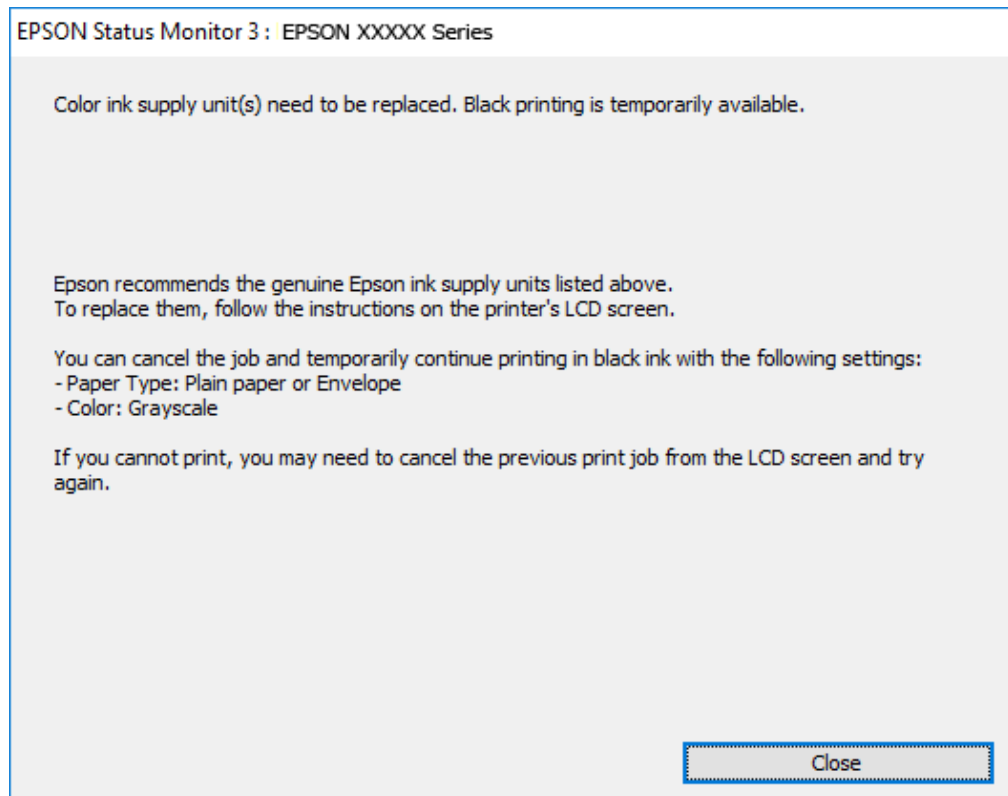 EPSON Status Monitor 3 : EPSON XXXXX Series
Color ink supply unit(s) need to be replaced. Black printing is temporarily available.
Epson recommends the genuine Epson ink supply units listed above.
To replace them, follow the instructions on the printer's LCD screen.
You can cancel the job and temporarily continue printing in black ink with the following settings:
- Paper Type: Plain paper or Envelope
- Color: Grayscale
If you cannot print, you may need to cancel the previous print job from the LCD screen and try
again.
Close